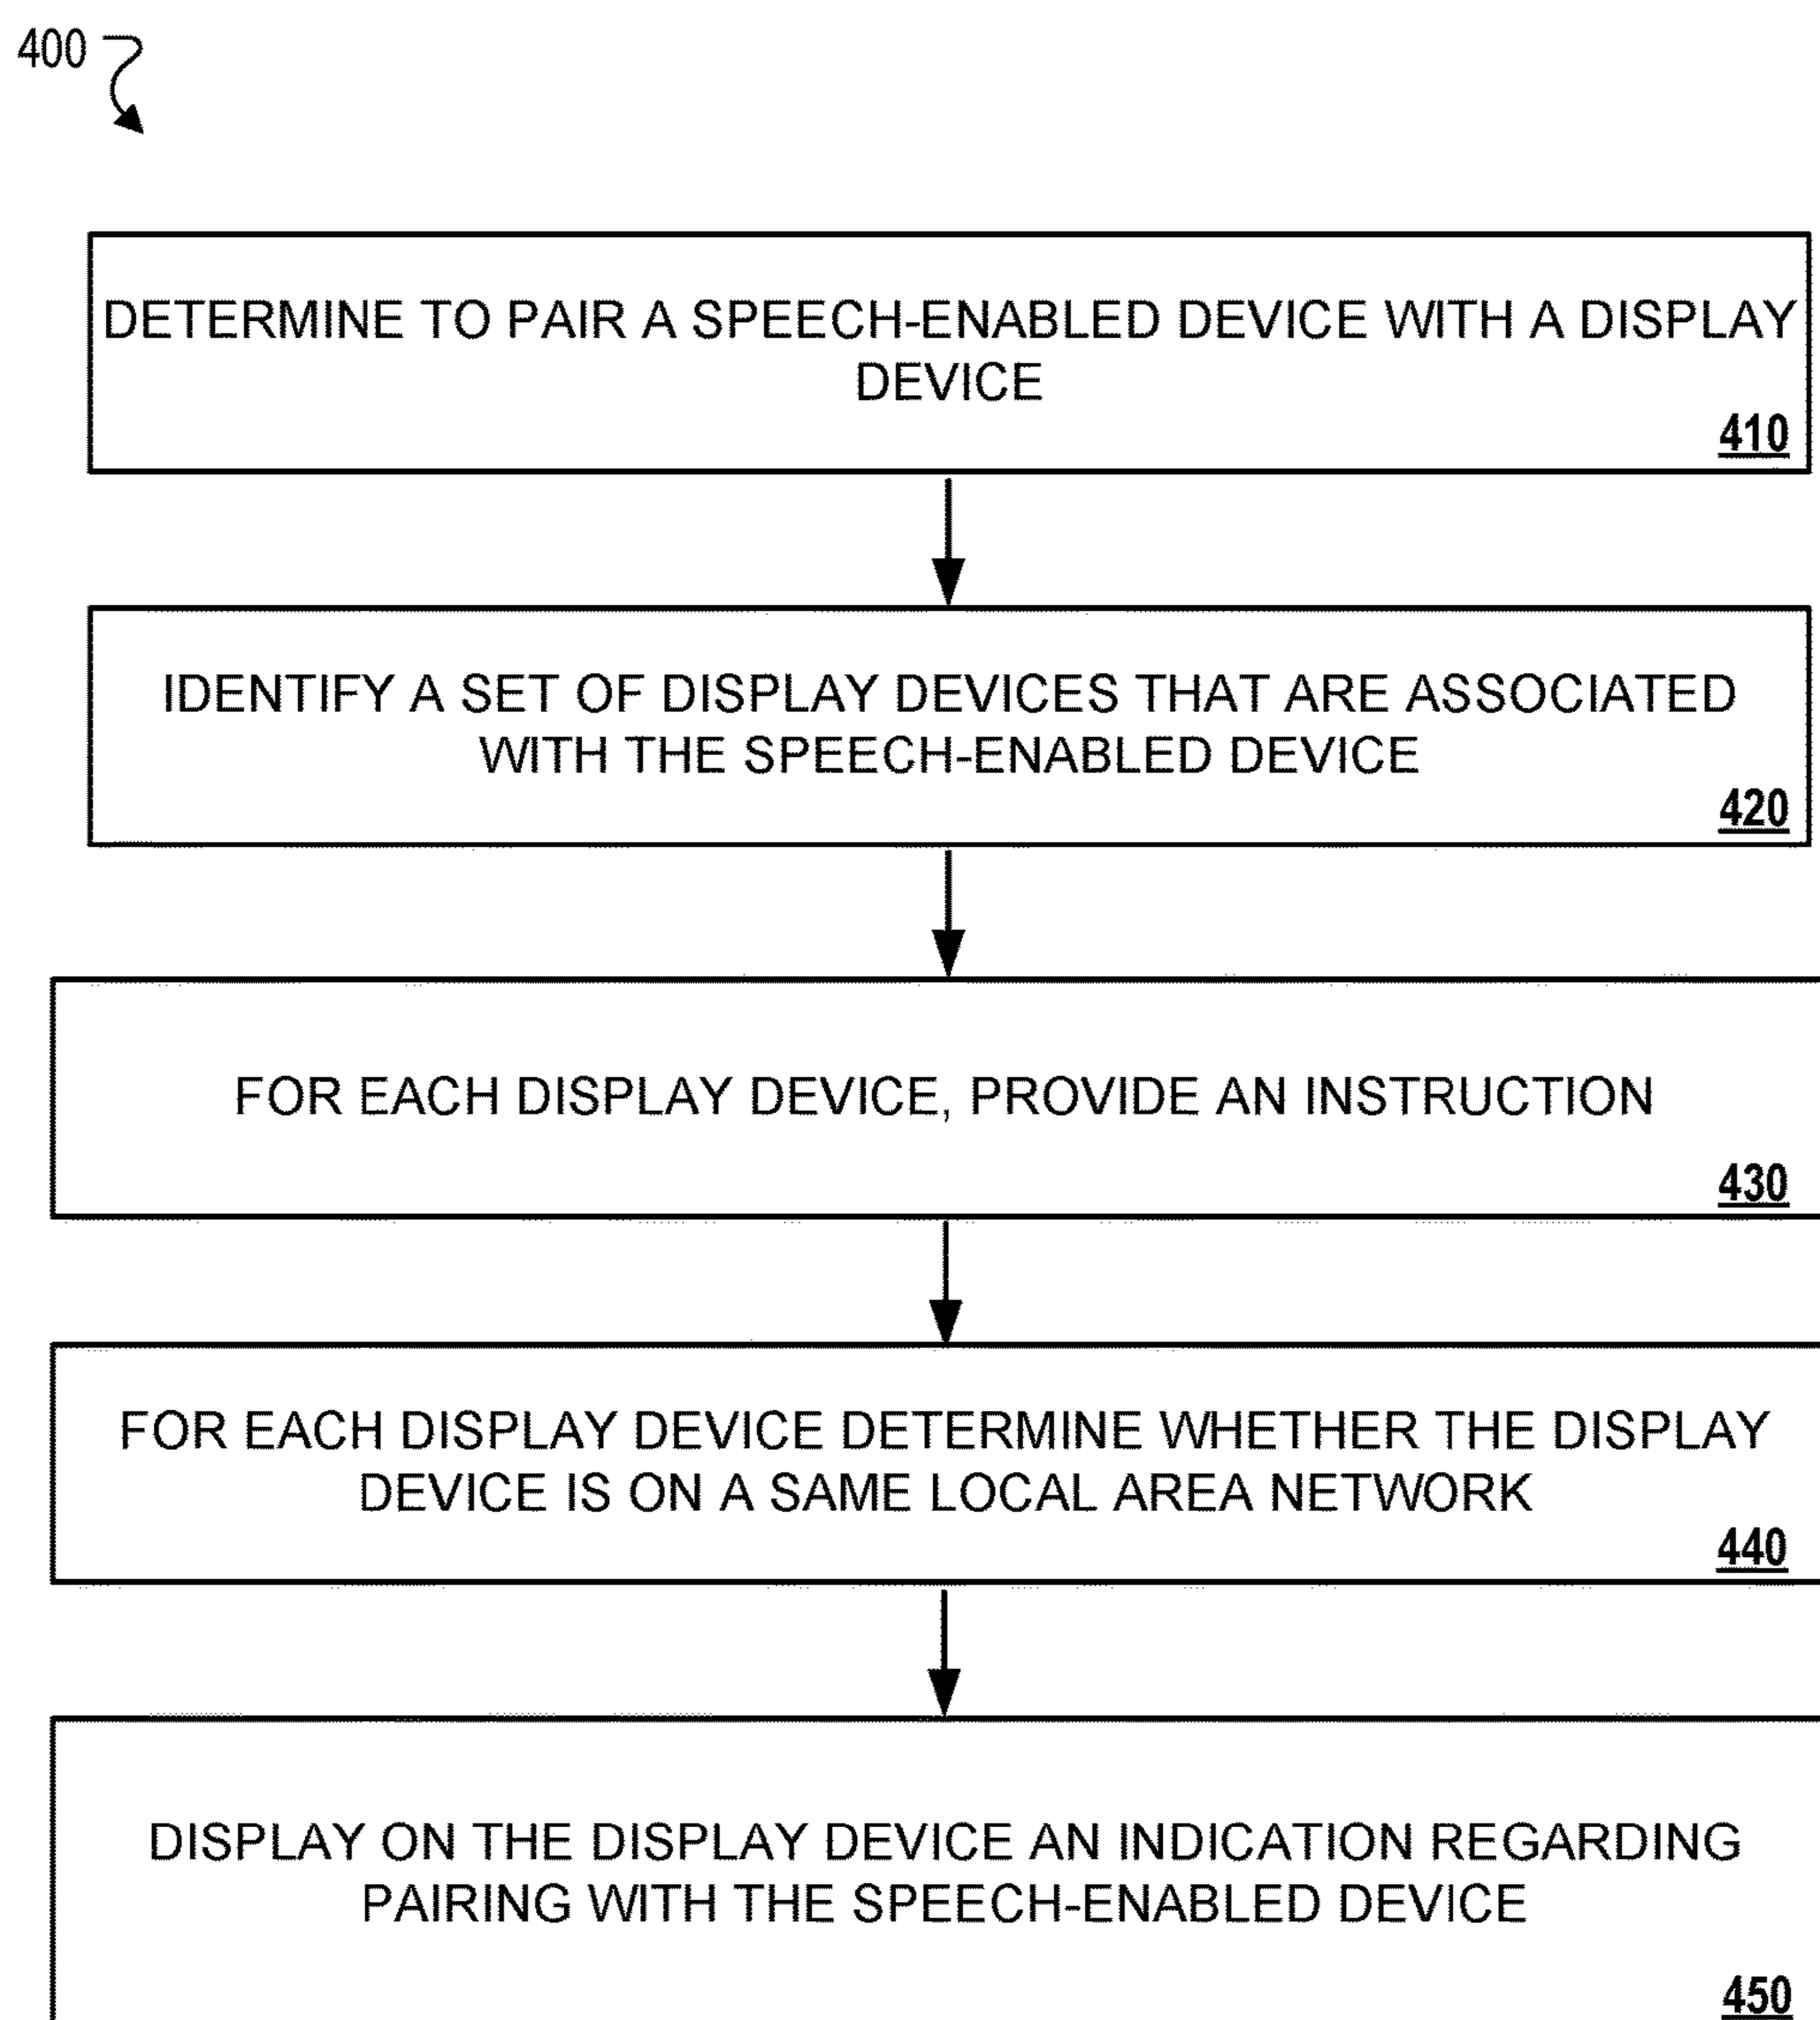 400
DETERMINE TO PAIR A SPEECH-ENABLED DEVICE WITH A DISPLAY
DEVICE
410
IDENTIFY A SET OF DISPLAY DEVICES THAT ARE ASSOCIATED
WITH THE SPEECH-ENABLED DEVICE
420
FOR EACH DISPLAY DEVICE, PROVIDE AN INSTRUCTION
430
FOR EACH DISPLAY DEVICE DETERMINE WHETHER THE DISPLAY
DEVICE IS ON A SAME LOCAL AREA NETWORK
440
DISPLAY ON THE DISPLAY DEVICE AN INDICATION REGARDING
PAIRING WITH THE SPEECH-ENABLED DEVICE
450